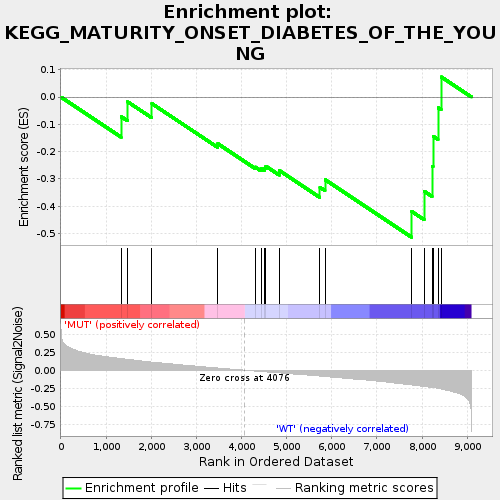 Enrichment plot:
KEGG_MATURITY_ONSET_DIABETES_OF_THE_YOU
NG
Enrichment score (ES)
0.1
0.0
-0.1
-0.2
-0.3
-0.4
-0.5
'MUT' (positively correlated)
Ranked list metric (Signal2Noise)
0.50
0.25
0.00
-0.25
-0.50
-0.75
Zero cross at 4076
'WT' (negatively correlated)
0 1,000 2,000 3,000 4,000 5,000 6,000 7,000 8,000 9,000
Rank in Ordered Dataset
Enrichment profile Hits Ranking metric scores